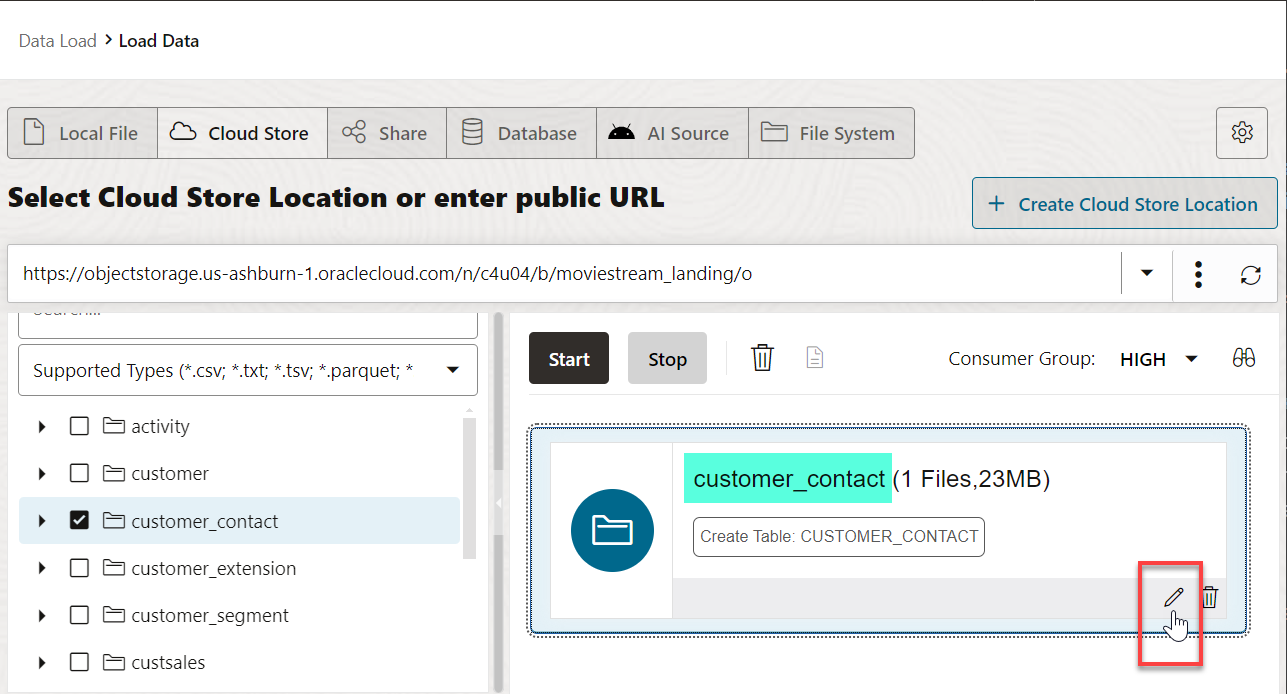 Data Load > Load Data
Local File
Cloud Store
Share
Database
AI Source
File System
Select Cloud Store Location or enter public URL
+ Create Cloud Store Location
https://objectstorage.us-ashburn-1.oraclecloud.com/n/c4u04/b/moviestream_landing/o
Search...
Supported Types (*.csv; *.txt; *.tsv; *.parquet; *
activity
customer
customer_contact
customer_extension
customer_segment
custsales
Start
Stop
Consumer Group: HIGH
customer_contact (1 Files,23MB)
Create Table: CUSTOMER_CONTACT